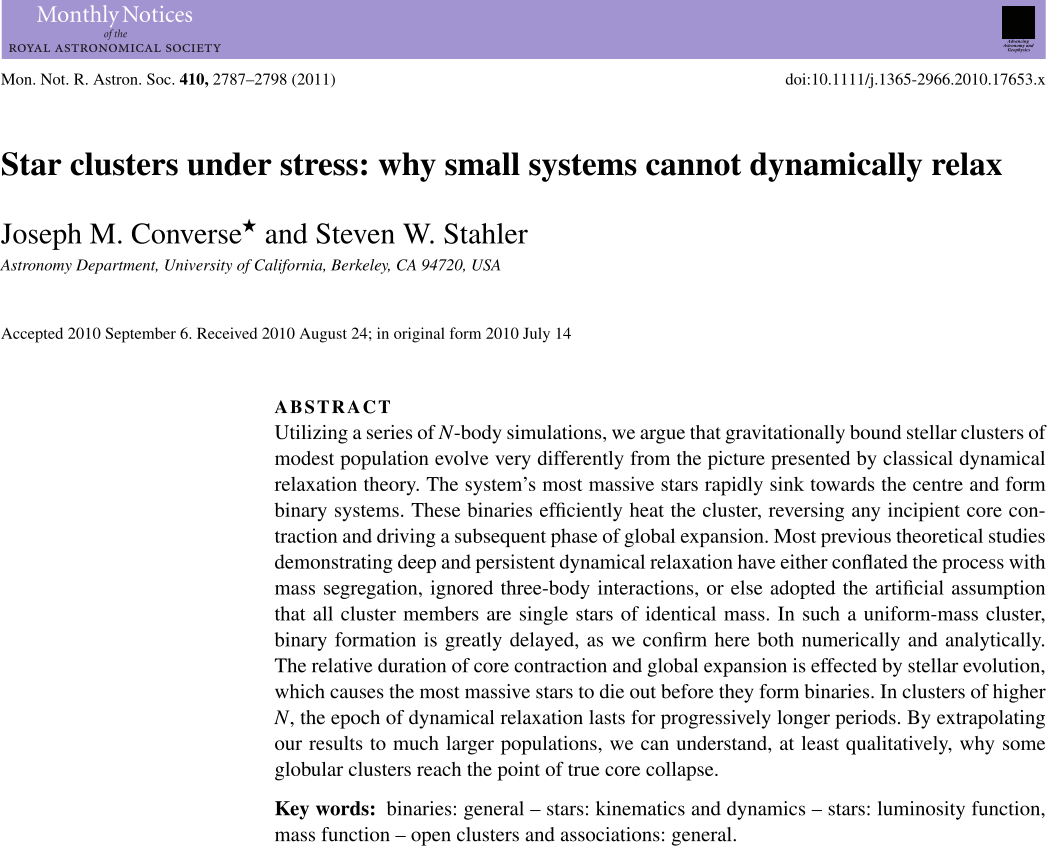 Monthly Notices
of the
ROYAL ASTRONOMICAL SOCIETY
Advancing
Astronomy and
Geophysics
Mon. Not. R. Astron. Soc. 410, 2787–2798 (2011)
doi:10.1111/j.1365-2966.2010.17653.x
Star clusters under stress: why small systems cannot dynamically relax
Joseph M. Converse★ and Steven W. Stahler
Astronomy Department, University of California, Berkeley, CA 94720, USA
Accepted 2010 September 6. Received 2010 August 24; in original form 2010 July 14
ABSTRACT
Utilizing a series of N-body simulations, we argue that gravitationally bound stellar clusters of
modest population evolve very differently from the picture presented by classical dynamical
relaxation theory. The system's most massive stars rapidly sink towards the centre and form
binary systems. These binaries efficiently heat the cluster, reversing any incipient core con-
traction and driving a subsequent phase of global expansion. Most previous theoretical studies
demonstrating deep and persistent dynamical relaxation have either conflated the process with
mass segregation, ignored three-body interactions, or else adopted the artificial assumption
that all cluster members are single stars of identical mass. In such a uniform-mass cluster,
binary formation is greatly delayed, as we confirm here both numerically and analytically.
The relative duration of core contraction and global expansion is effected by stellar evolution,
which causes the most massive stars to die out before they form binaries. In clusters of higher
N, the epoch of dynamical relaxation lasts for progressively longer periods. By extrapolating
our results to much larger populations, we can understand, at least qualitatively, why some
globular clusters reach the point of true core collapse.
Key words: binaries: general – stars: kinematics and dynamics – stars: luminosity function,
mass function – open clusters and associations: general.